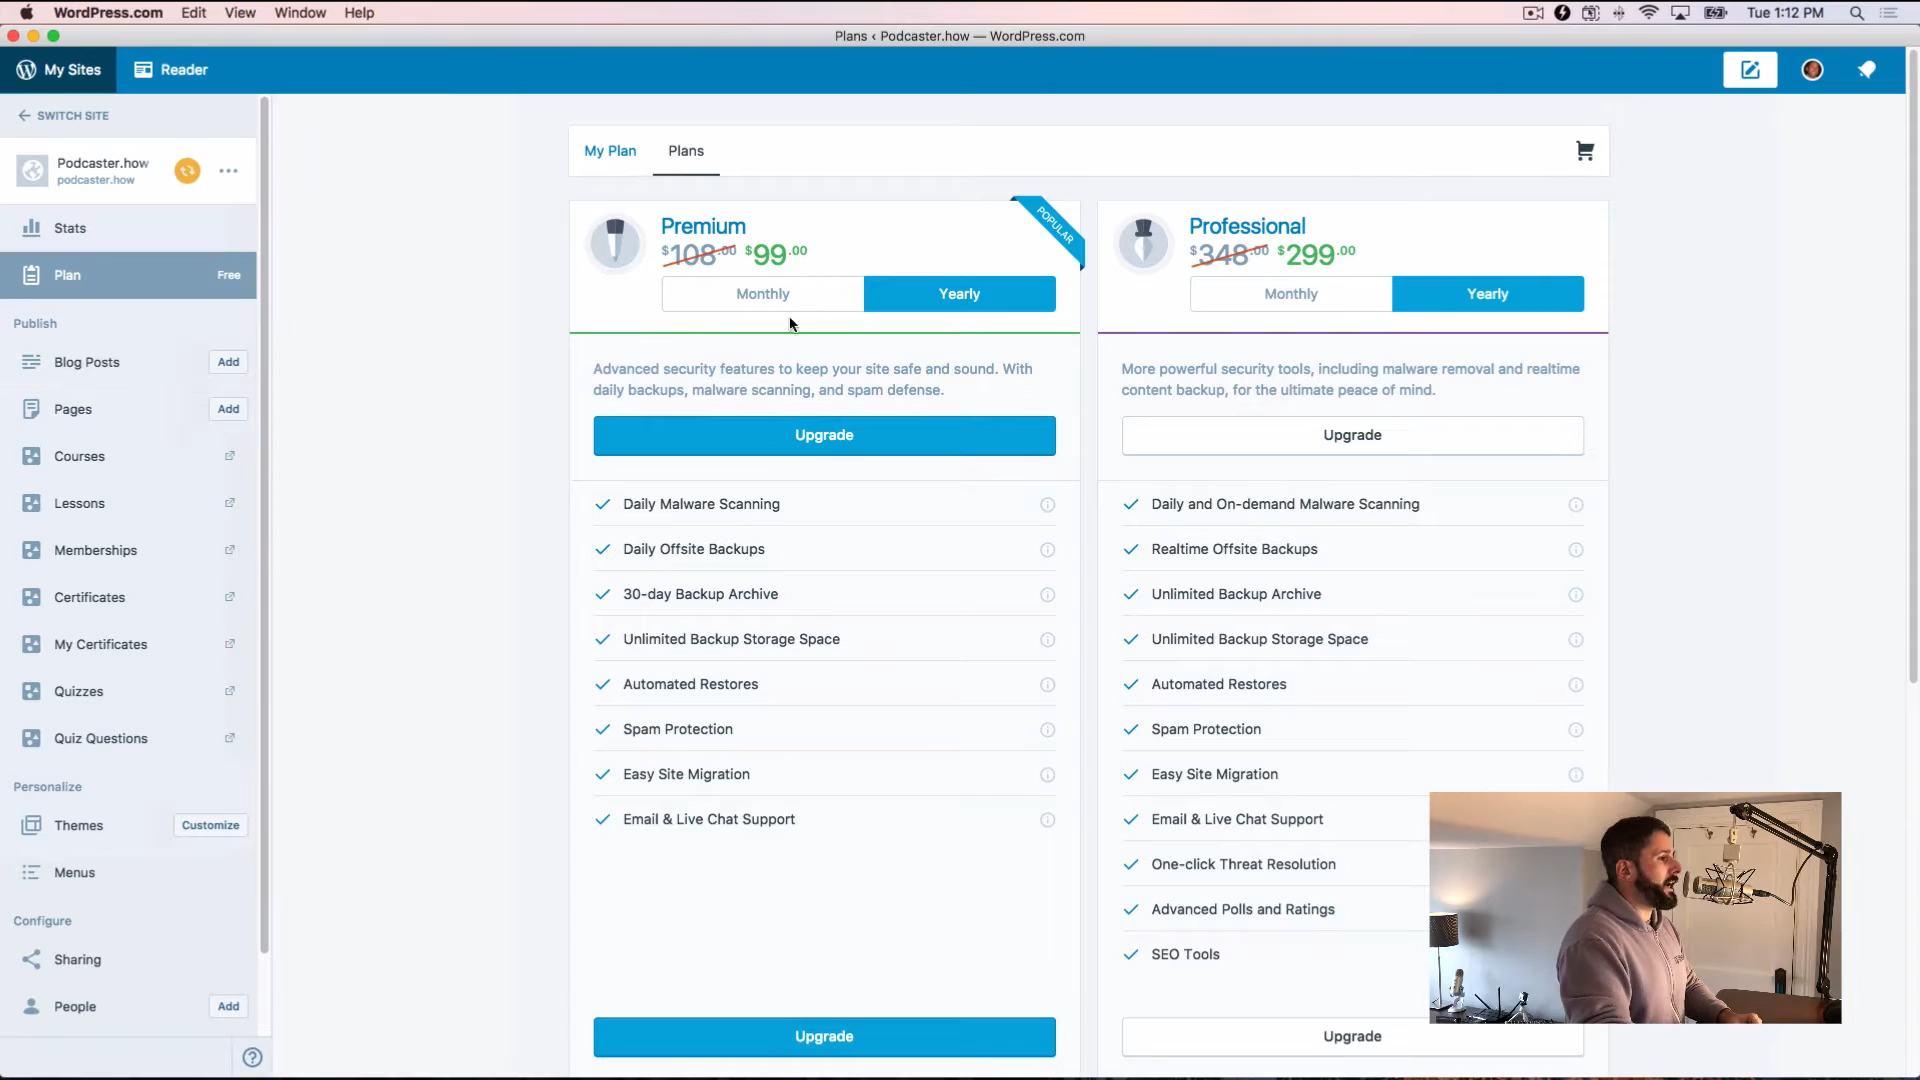 WordPress.com Edit View Window Help Tue 1:12 PM
Plans ‹ Podcaster.how — WordPress.com
My Sites Reader
SWITCH SITE
Podcaster.how
podcaster.how
Stats
Plan Free
Publish
Blog Posts Add
Pages Add
Courses
Lessons
Memberships
Certificates
My Certificates
Quizzes
Quiz Questions
Personalize
Themes Customize
Menus
Configure
Sharing
People Add
My Plan Plans
POPULAR
Premium
$108.00 $99.00
Monthly Yearly
Advanced security features to keep your site safe and sound. With
daily backups, malware scanning, and spam defense.
Upgrade
Daily Malware Scanning
Daily Offsite Backups
30-day Backup Archive
Unlimited Backup Storage Space
Automated Restores
Spam Protection
Easy Site Migration
Email & Live Chat Support
Upgrade
Professional
$348.00 $299.00
Monthly Yearly
More powerful security tools, including malware removal and realtime
content backup, for the ultimate peace of mind.
Upgrade
Daily and On-demand Malware Scanning
Realtime Offsite Backups
Unlimited Backup Archive
Unlimited Backup Storage Space
Automated Restores
Spam Protection
Easy Site Migration
Email & Live Chat Support
One-click Threat Resolution
Advanced Polls and Ratings
SEO Tools
Upgrade